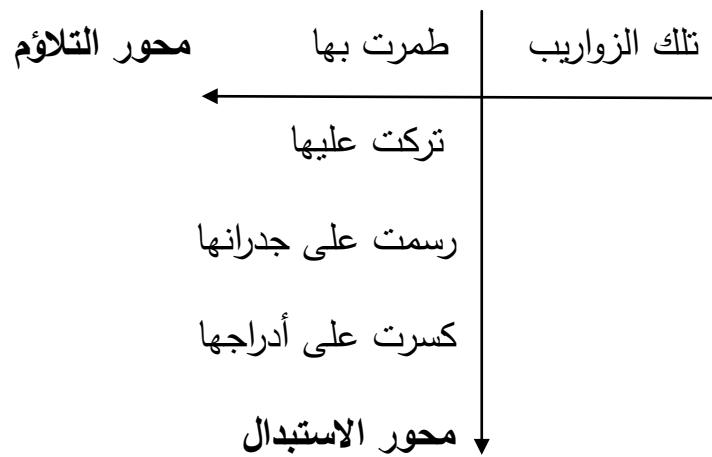 تلك الزواريب طمرت بها محور التلاؤم
تركت عليها
رسمت على جدرانها
كسرت على أدراجها
محور الاستبدال